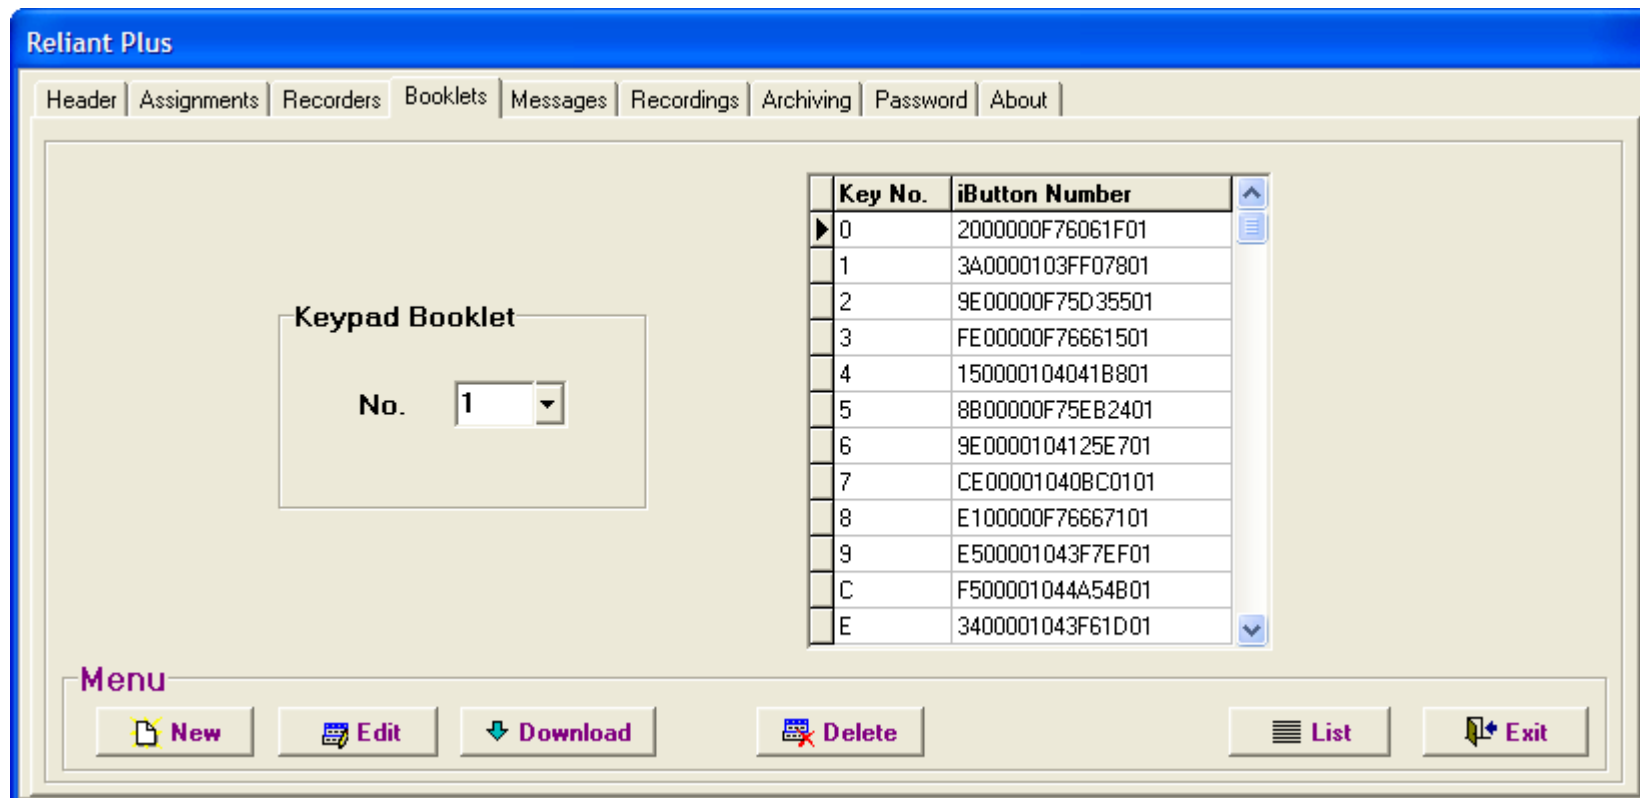 Reliant Plus
Header Assignments Recorders Booklets Messages Recordings Archiving Password About
Key No. iButton Number
0 2000000F76061F01
1 3A0000103FF07801
2 9E00000F75D35501
3 FE00000F76661501
4 150000104041B801
5 8B00000F75EB2401
6 9E0000104125E701
7 CE00001040BC0101
8 E100000F76667101
9 E500001043F7EF01
C F500001044A54B01
E 3400001043F61D01
Keypad Booklet
No. 1
Menu
New Edit Download Delete List Exit